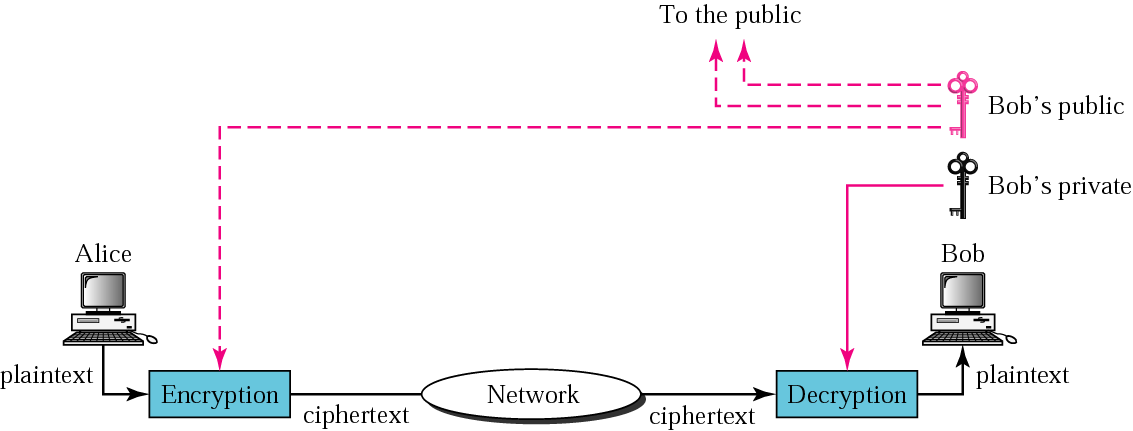 To the public
Bob's public
Bob's private
Alice
Bob
plaintext
Encryption
ciphertext
Network
ciphertext
Decryption
plaintext